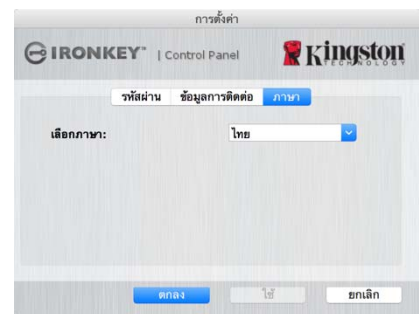 การตั้งค่า
IRONKEY™ | Control Panel Kingston TECHNOLOGY
รหัสผ่าน ข้อมูลการติดต่อ ภาษา
เลือกภาษา: ไทย
ตกลง ใช้ ยกเลิก